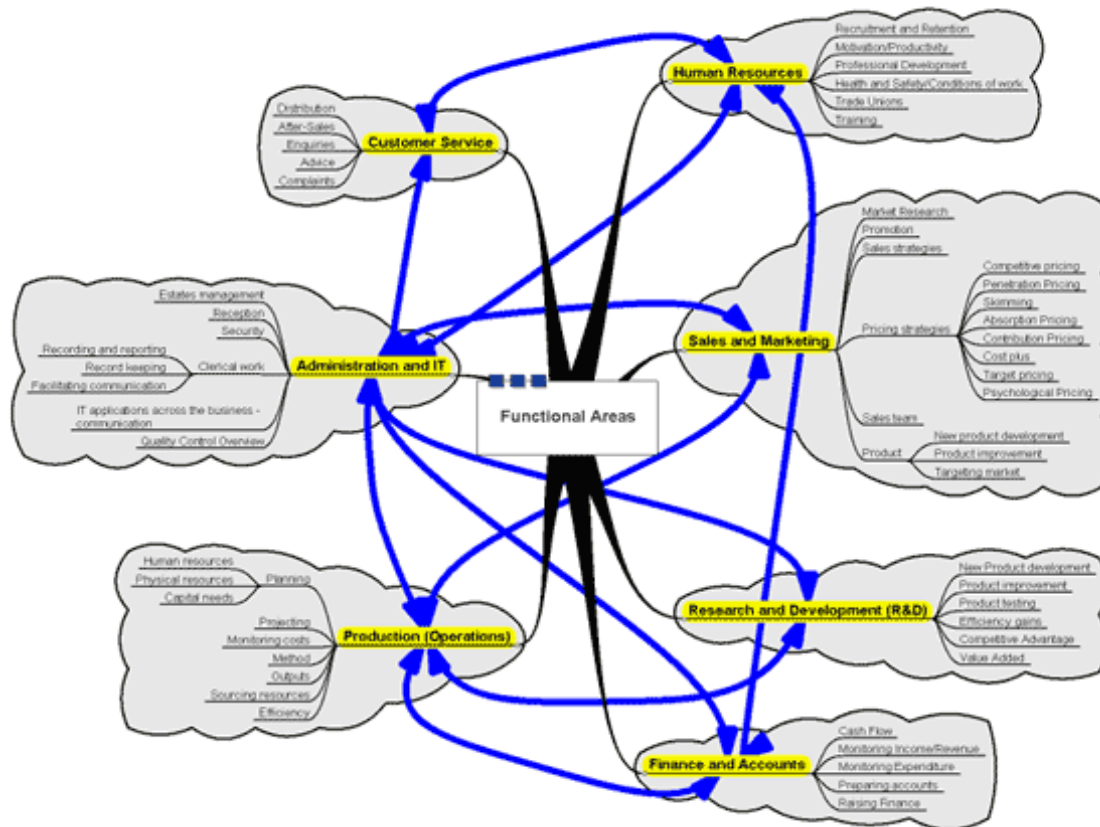 Functional Areas
Human Resources
Recruitment and Retention
Motivation/Productivity
Professional Development
Health and Safety/Conditions of work
Trade Unions
Training
Customer Service
Distribution
After-Sales
Enquiries
Advice
Complaints
Sales and Marketing
Market Research
Promotion
Sales strategies
Pricing strategies
Competitive pricing
Penetration Pricing
Skimming
Absorption Pricing
Contribution Pricing
Cost plus
Target pricing
Psychological Pricing
Sales team
Product
New product development
Product improvement
Targeting market
Administration and IT
Estates management
Reception
Security
Clerical work
Recording and reporting
Record keeping
Facilitating communication
IT applications across the business -
communication
Quality Control Overview
Production (Operations)
Planning
Human resources
Physical resources
Capital needs
Projecting
Monitoring costs
Method
Outputs
Sourcing resources
Efficiency
Research and Development (R&D)
New Product development
Product improvement
Product testing
Efficiency gains
Competitive Advantage
Value Added
Finance and Accounts
Cash Flow
Monitoring Income/Revenue
Monitoring Expenditure
Preparing accounts
Raising Finance